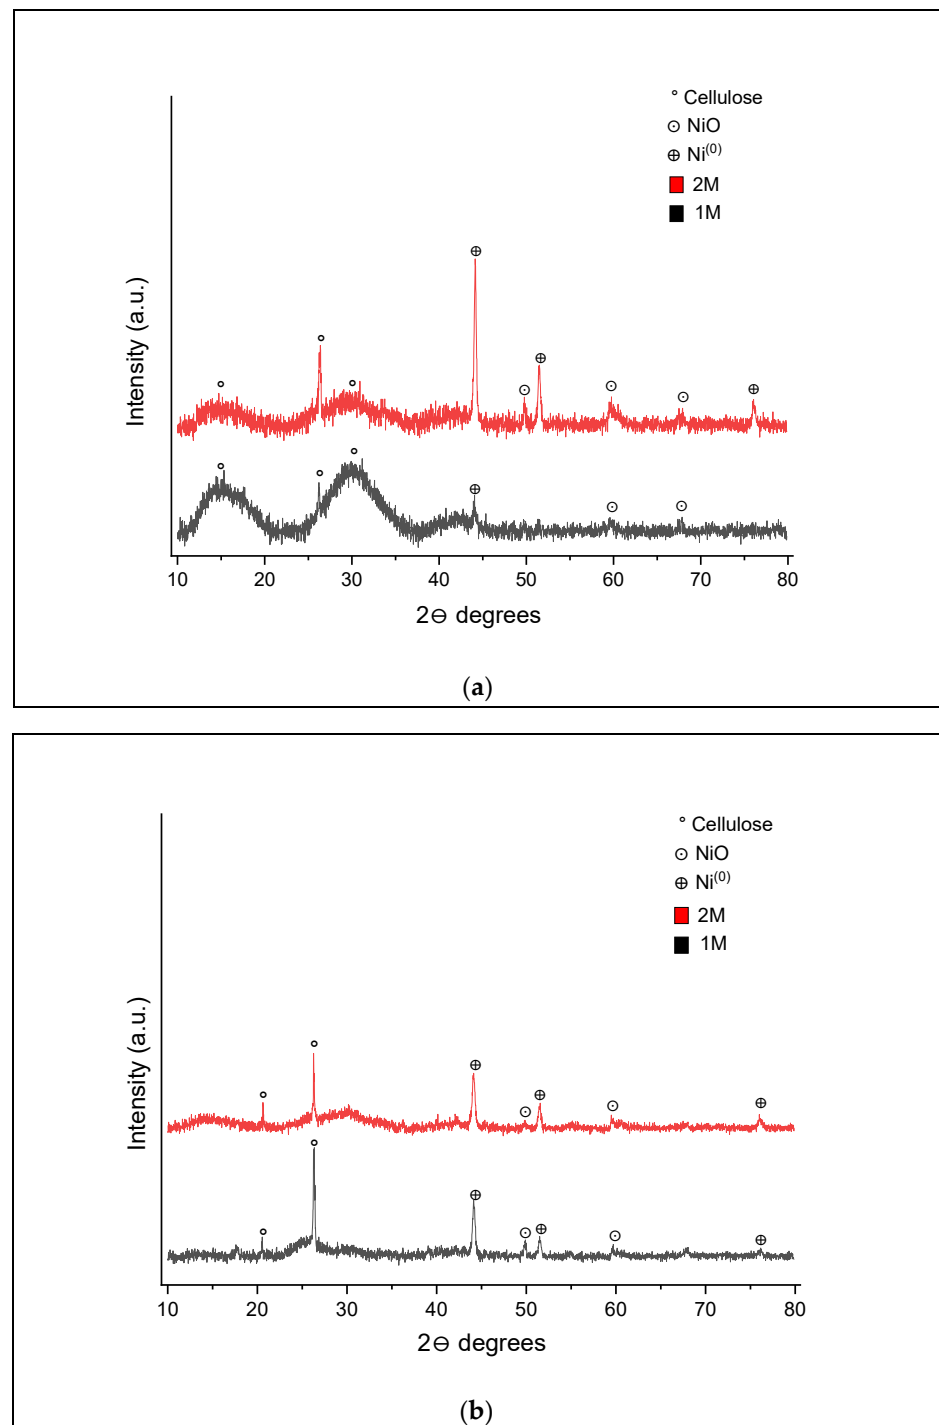 ° Cellulose
⊙ NiO
⊕ Ni(0)
2M
1M
Intensity (a.u.)
10 20 30 40 50 60 70 80
2ϴ degrees
(a)
° Cellulose
⊙ NiO
⊕ Ni(0)
2M
1M
Intensity (a.u.)
10 20 30 40 50 60 70 80
2ϴ degrees
(b)